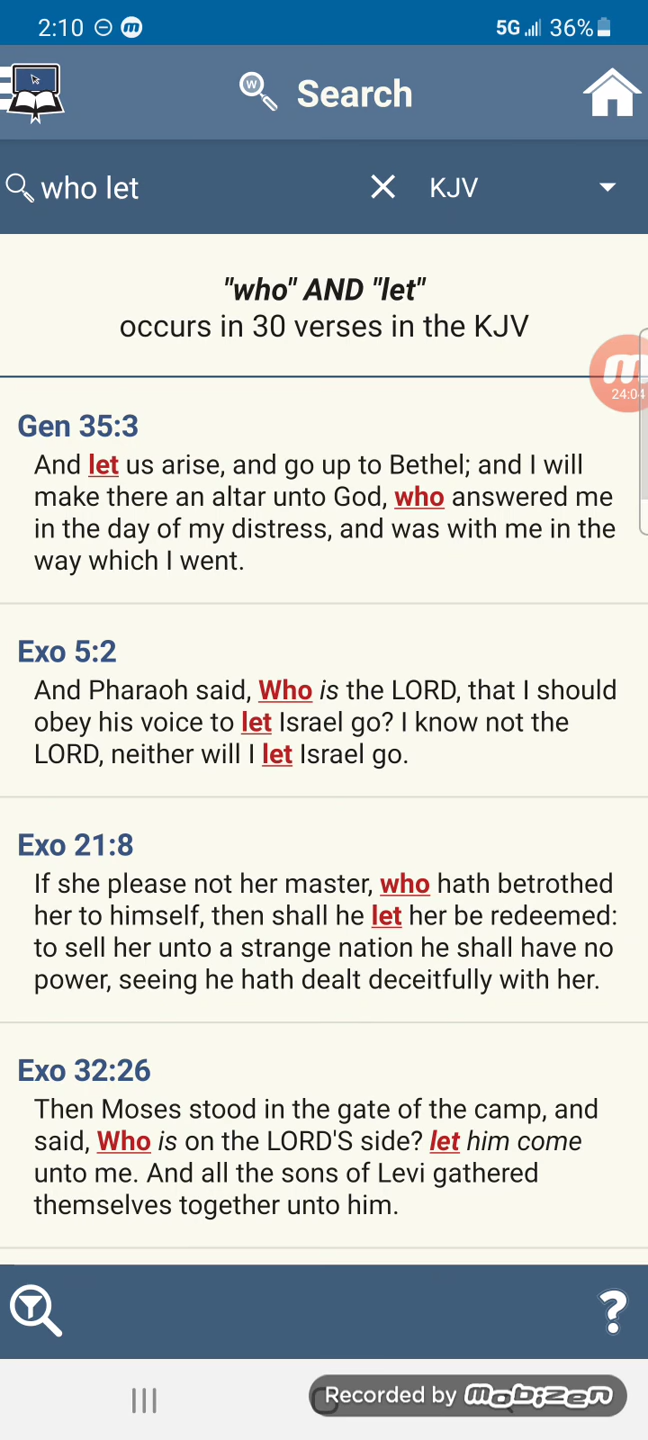 2:10 5G 36%
W Search
who let KJV
"who" AND "let"
occurs in 30 verses in the KJV
24:04
Gen 35:3
And let us arise, and go up to Bethel; and I will
make there an altar unto God, who answered me
in the day of my distress, and was with me in the
way which I went.
Exo 5:2
And Pharaoh said, Who is the LORD, that I should
obey his voice to let Israel go? I know not the
LORD, neither will I let Israel go.
Exo 21:8
If she please not her master, who hath betrothed
her to himself, then shall he let her be redeemed:
to sell her unto a strange nation he shall have no
power, seeing he hath dealt deceitfully with her.
Exo 32:26
Then Moses stood in the gate of the camp, and
said, Who is on the LORD'S side? let him come
unto me. And all the sons of Levi gathered
themselves together unto him.
?
Recorded by mobizen